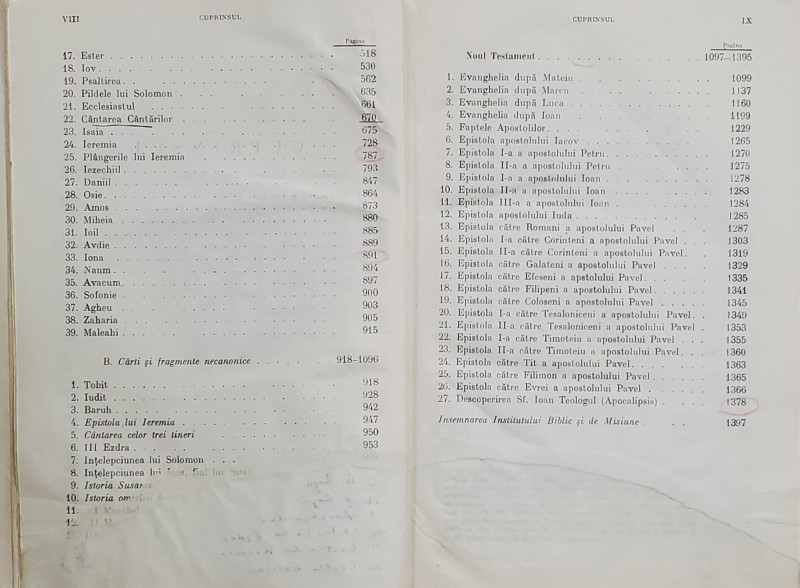 VIII
CUPRINSUL
Pagina
17. Ester 518
18. Iov 530
19. Psaltirea 562
20. Pildele lui Solomon 635
21. Ecclesiastul 661
22. Cântarea Cântărilor 670
23. Isaia 675
24. Ieremia 728
25. Plângerile lui Ieremia 787
26. Iezechiil 793
27. Daniil 847
28. Osie 864
29. Amos 873
30. Miheia 880
31. Ioil 885
32. Avdie 889
33. Iona 891
34. Naum 894
35. Avacum 897
36. Sofonie 900
37. Agheu 903
38. Zaharia 905
39. Maleahi 915
B. Cărti și fragmente necanonice 918-1096
1. Tobit 918
2. Iudit 928
3. Baruh 942
4. Epistola lui Ieremia 947
5. Cântarea celor trei tineri 950
6. III Ezdra 953
7. Ințelepciunea lui Solomon
8. Ințelepciunea lui
9. Istoria
10. Istoria
11.
12.
CUPRINSUL
IX
Pagina
Noul Testament 1097—1395
1. Evanghelia după Mateiu 1099
2. Evanghelia după Marcu 1137
3. Evanghelia după Luca 1160
4. Evanghelia după Ioan 1199
5. Faptele Apostolilor 1229
6. Epistola apostolului Iacov 1265
7. Epistola I-a a apostolului Petru 1270
8. Epistola II-a a apostolului Petru 1275
9. Epistola I-a a apostolului Ioan 1278
10. Epistola II-a a apostolului Ioan 1283
11. Epistola III-a a apostolului Ioan 1284
12. Epistola apostolului Iuda 1285
13. Epistola către Romani a apostolului Pavel 1287
14. Epistola I-a către Corinteni a apostolului Pavel 1303
15. Epistola II-a către Corinteni a apostolului Pavel 1319
16. Epistola către Galateni a apostolului Pavel 1329
17. Epistola către Efeseni a apostolului Pavel 1335
18. Epistola către Filipeni a apostolului Pavel 1341
19. Epistola către Coloseni a apostolului Pavel 1345
20. Epistola I-a către Tesaloniceni a apostolului Pavel 1349
21. Epistola II-a către Tesaloniceni a apostolului Pavel 1353
22. Epistola I-a către Timoteiu a apostolului Pavel 1355
23. Epistola II-a către Timoteiu a apostolului Pavel 1360
24. Epistola către Tit a apostolului Pavel 1363
25. Epistola către Filimon a apostolului Pavel 1365
26. Epistola către Evrei a apostolului Pavel 1366
27. Descoperirea Sf. Ioan Teologul (Apocalipsis) 1378
Insemnarea Institutului Biblic și de Misiune 1397